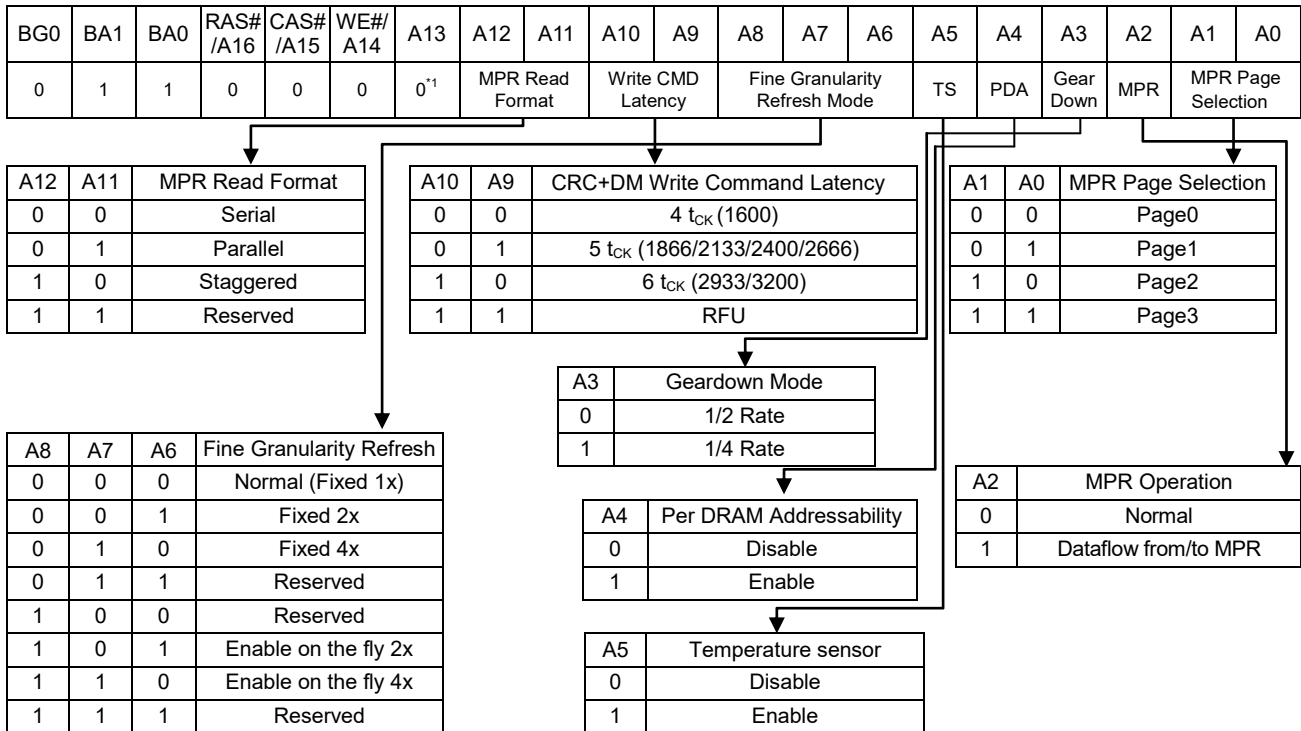 BG0 BA1 BA0 RAS# /A16 CAS# /A15 WE#/ A14 A13 A12 A11 A10 A9 A8 A7 A6 A5 A4 A3 A2 A1 A0
0 1 1 0 0 0 0*1 MPR Read Format Write CMD Latency Fine Granularity Refresh Mode TS PDA Gear Down MPR MPR Page Selection
A12 A11 MPR Read Format
0 0 Serial
0 1 Parallel
1 0 Staggered
1 1 Reserved
A10 A9 CRC+DM Write Command Latency
0 0 4 tCK (1600)
0 1 5 tCK (1866/2133/2400/2666)
1 0 6 tCK (2933/3200)
1 1 RFU
A1 A0 MPR Page Selection
0 0 Page0
0 1 Page1
1 0 Page2
1 1 Page3
A3 Geardown Mode
0 1/2 Rate
1 1/4 Rate
A8 A7 A6 Fine Granularity Refresh
0 0 0 Normal (Fixed 1x)
0 0 1 Fixed 2x
0 1 0 Fixed 4x
0 1 1 Reserved
1 0 0 Reserved
1 0 1 Enable on the fly 2x
1 1 0 Enable on the fly 4x
1 1 1 Reserved
A4 Per DRAM Addressability
0 Disable
1 Enable
A2 MPR Operation
0 Normal
1 Dataflow from/to MPR
A5 Temperature sensor
0 Disable
1 Enable